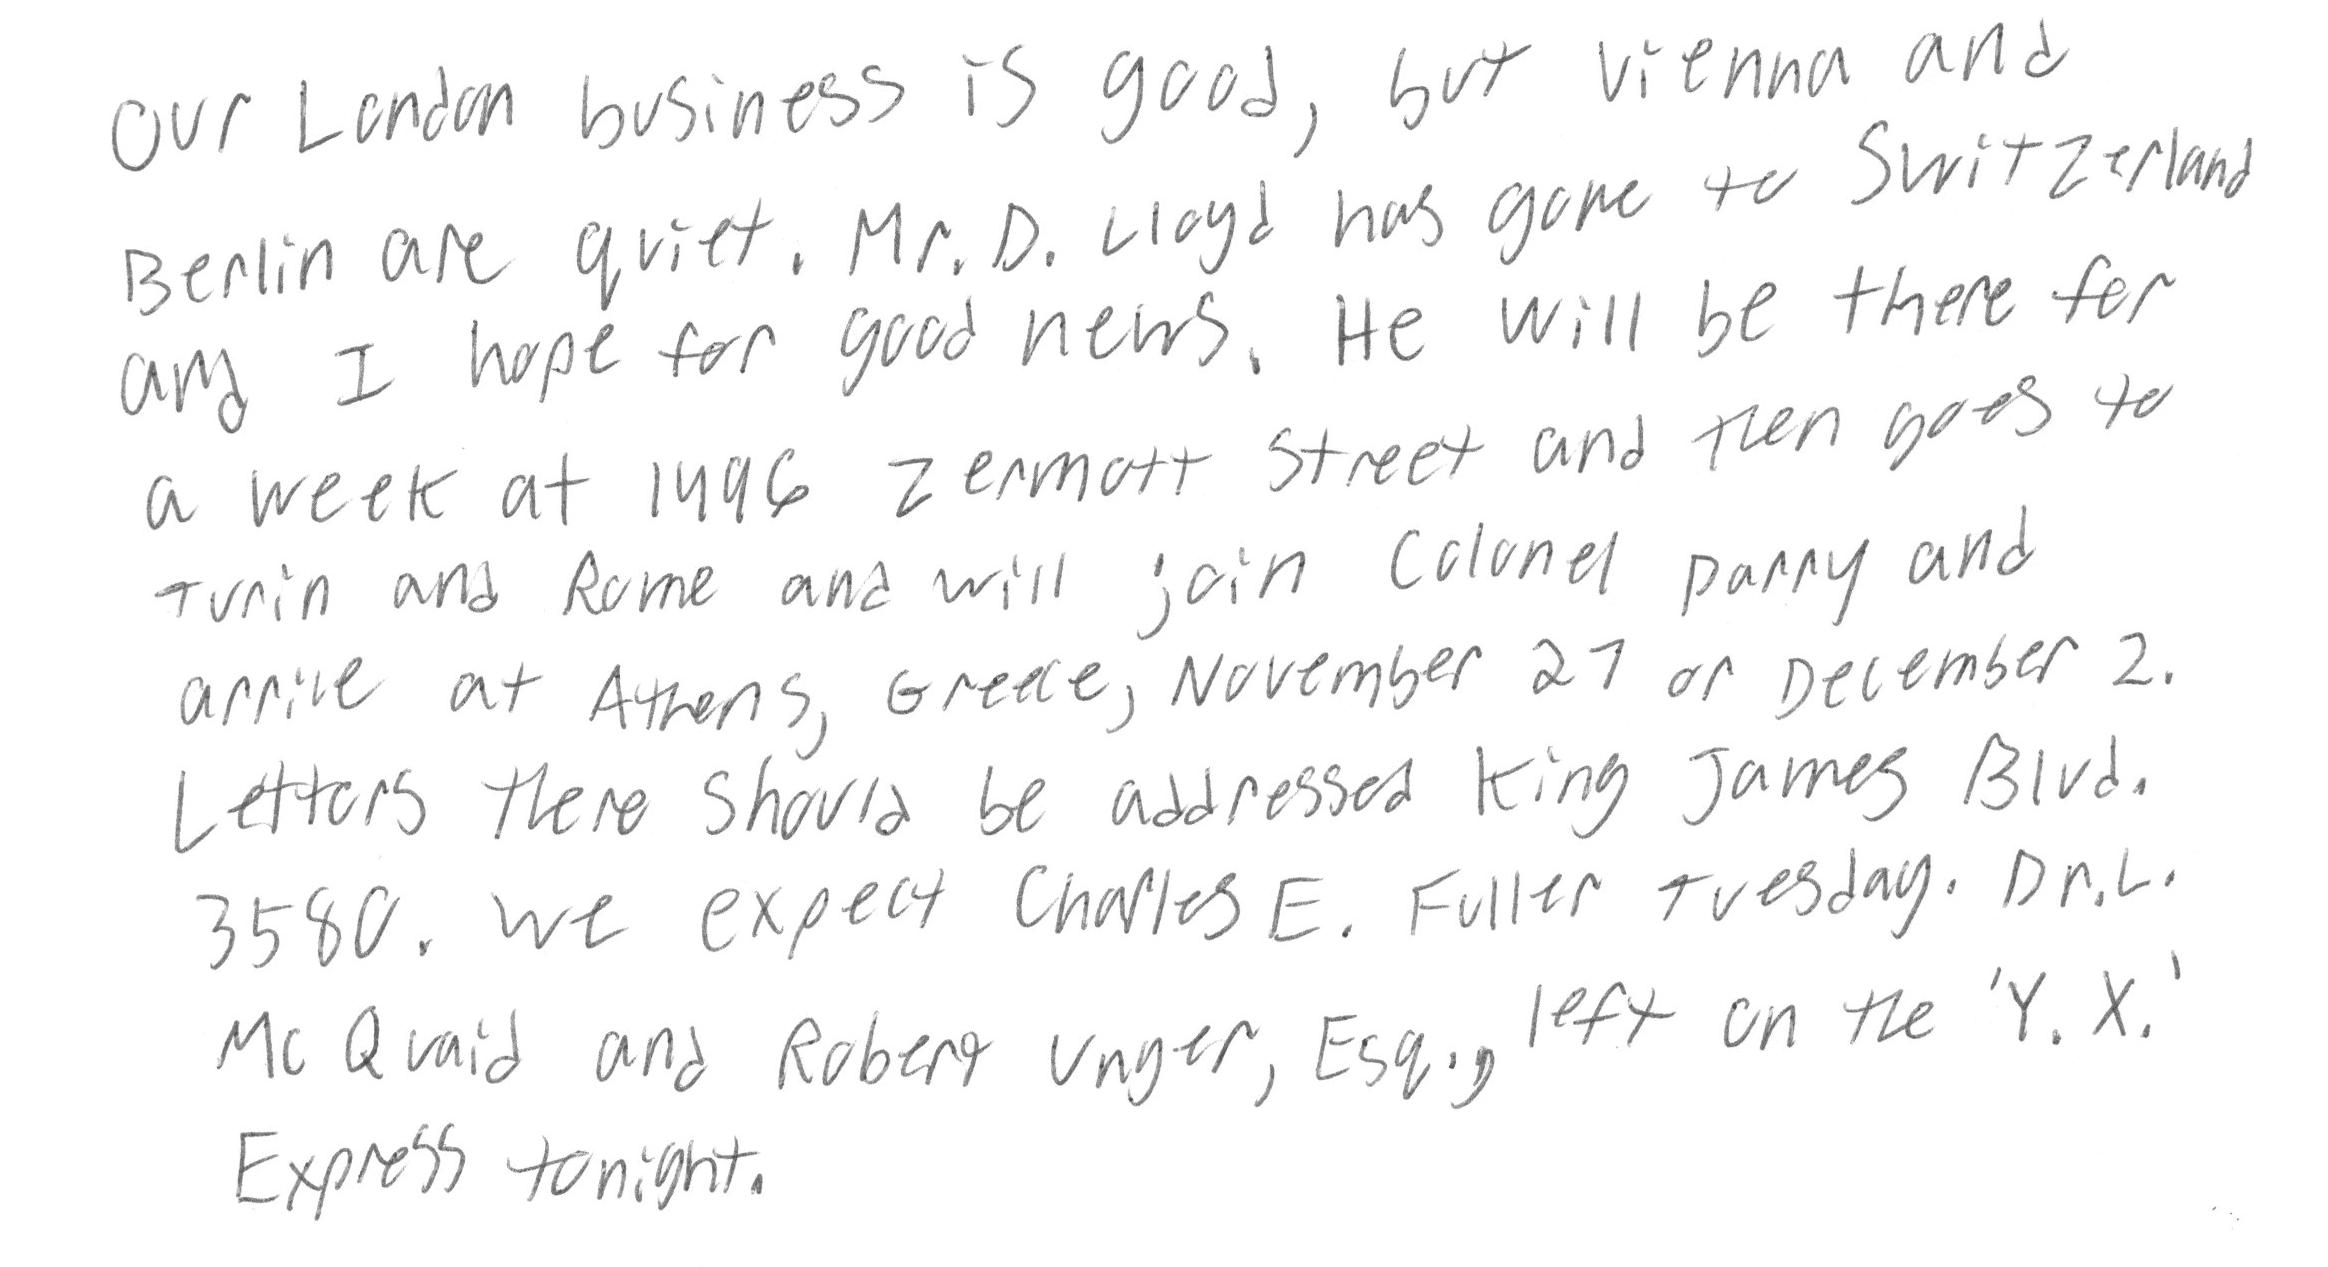 Our London business is good, but Vienna and
Berlin are quiet. Mr. D. Lloyd has gone to Switzerland
and I hope for good news. He will be there for
a week at 1496 Zermott Street and then goes to
Turin and Rome and will join Colonel Parry and
arrive at Athens, Greece, November 27 or December 2.
Letters there should be addressed King James Blvd.
3580. We expect Charles E. Fuller Tuesday. Dr. L.
McQuaid and Robert Unger, Esq., left on the 'Y. X.'
Express tonight.